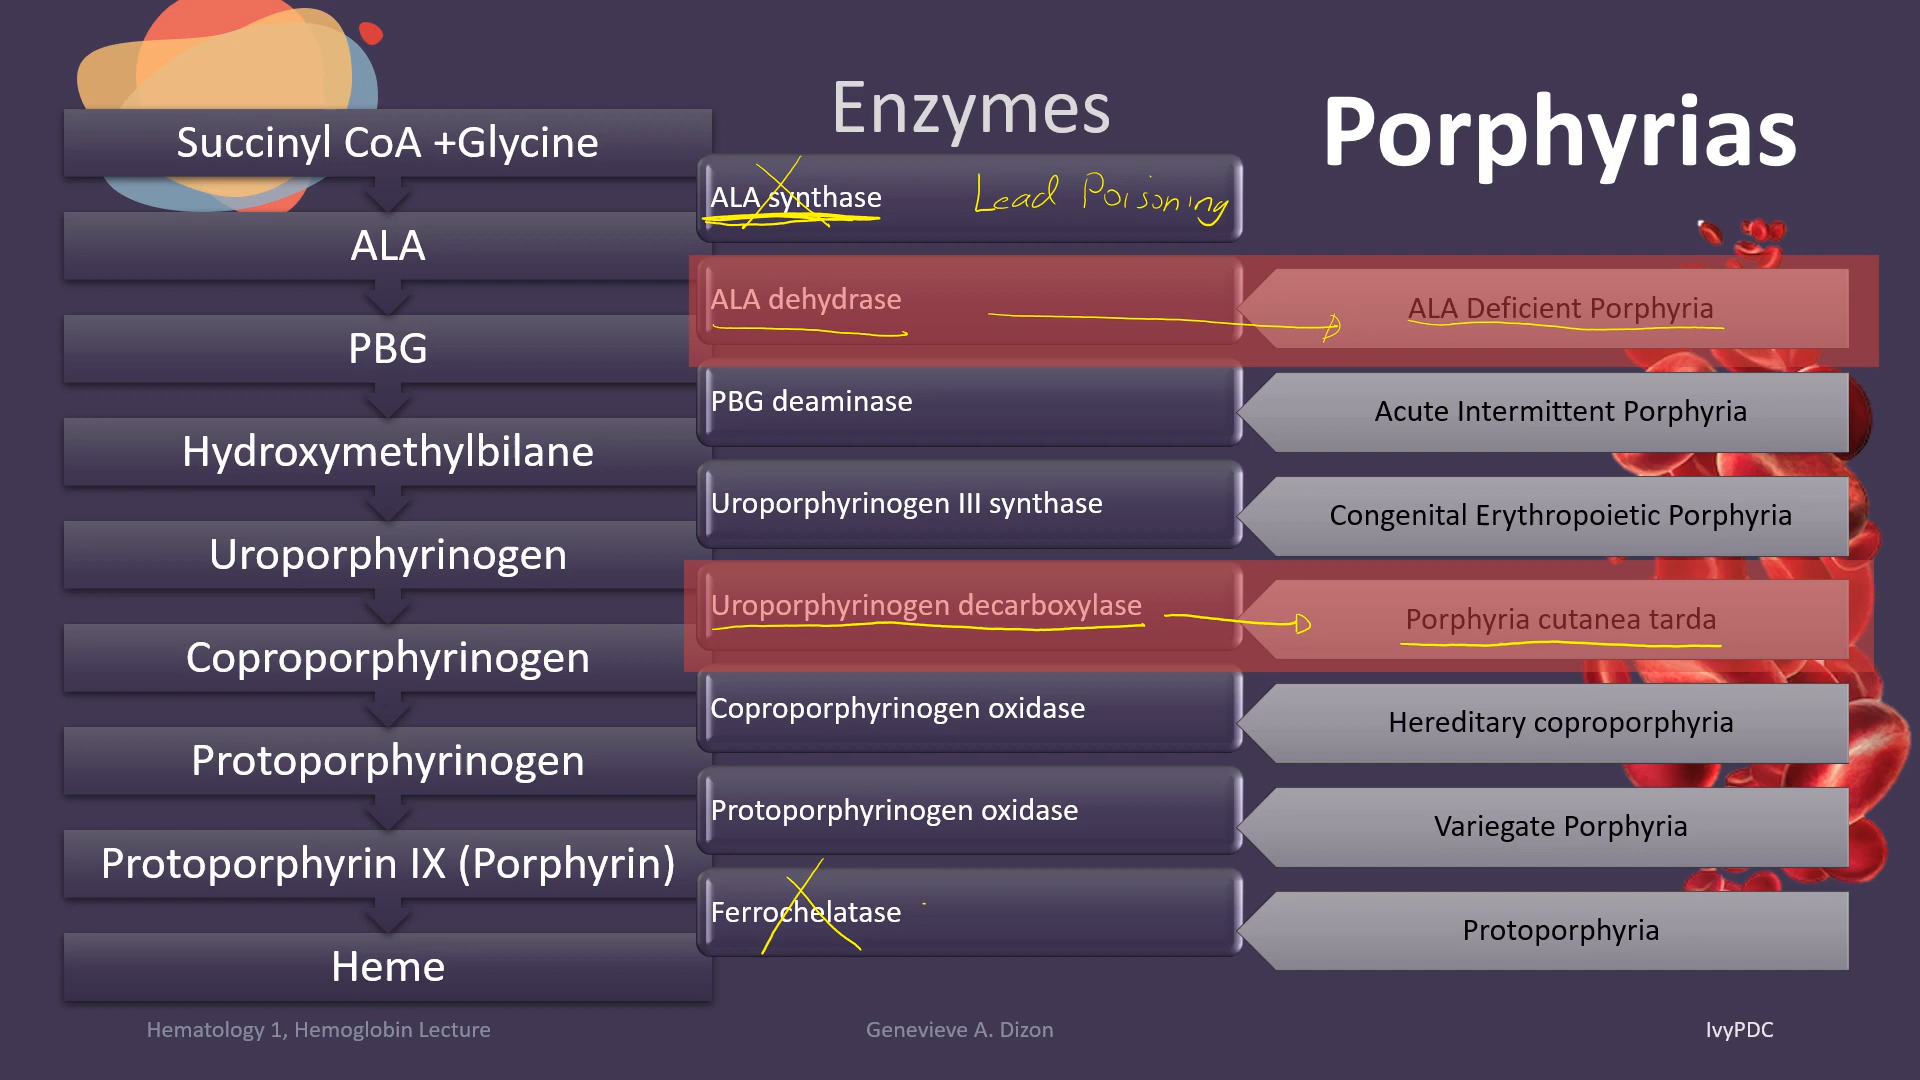 Enzymes
Porphyrias
Succinyl CoA +Glycine
ALA
PBG
Hydroxymethylbilane
Uroporphyrinogen
Coproporphyrinogen
Protoporphyrinogen
Protoporphyrin IX (Porphyrin)
Heme
ALA synthase
Lead Poisoning
ALA dehydrase
PBG deaminase
Uroporphyrinogen III synthase
Uroporphyrinogen decarboxylase
Coproporphyrinogen oxidase
Protoporphyrinogen oxidase
Ferrochelatase
ALA Deficient Porphyria
Acute Intermittent Porphyria
Congenital Erythropoietic Porphyria
Porphyria cutanea tarda
Hereditary coproporphyria
Variegate Porphyria
Protoporphyria
Hematology 1, Hemoglobin Lecture
Genevieve A. Dizon
IvyPDC